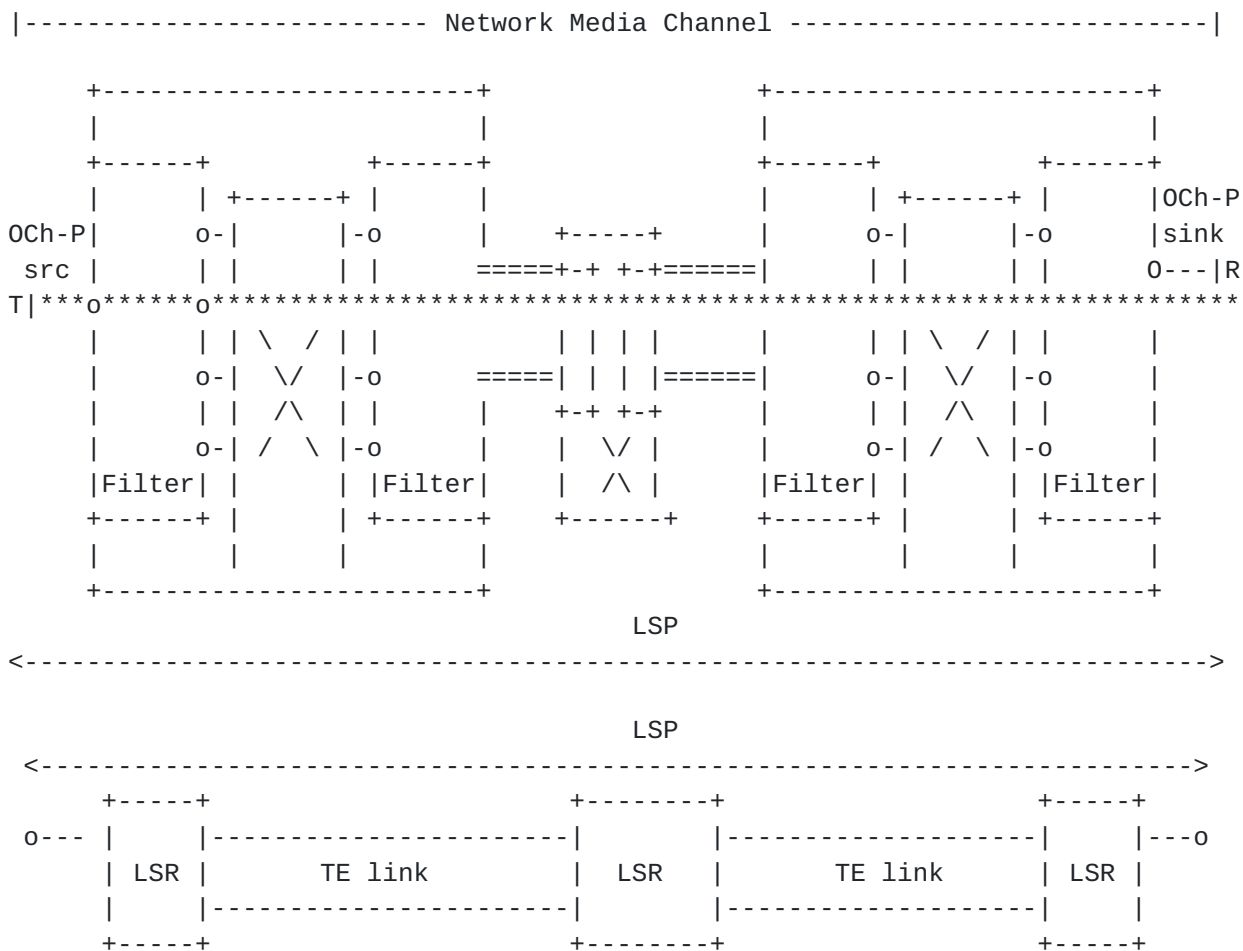 |-------------------------- Network Media Channel ---------------------------|
+------------------------+ +------------------------+
| | | |
+------+ +------+ +------+ +------+
| | +------+ | | | | +------+ | |OCh-P
OCh-P| o-| |-o | +-----+ | o-| |-o |sink
src | | | | | =====+-+ +-+======| | | | | O---|R
T|***o******o*******************************************************************
| | | \ / | | | | | | | | | \ / | | |
| o-| \/ |-o =====| | | |======| o-| \/ |-o |
| | | /\ | | | +-+ +-+ | | | /\ | | |
| o-| / \ |-o | | \/ | | o-| / \ |-o |
|Filter| | | |Filter| | /\ | |Filter| | | |Filter|
+------+ | | +------+ +------+ +------+ | | +------+
| | | | | | | |
+------------------------+ +------------------------+
LSP
<---------------------------------------------------------------------------->
LSP
<-------------------------------------------------------------------------->
+-----+ +--------+ +-----+
o--- | |-----------------------| |--------------------| |---o
| LSR | TE link | LSR | TE link | LSR |
| |-----------------------| |--------------------| |
+-----+ +--------+ +-----+